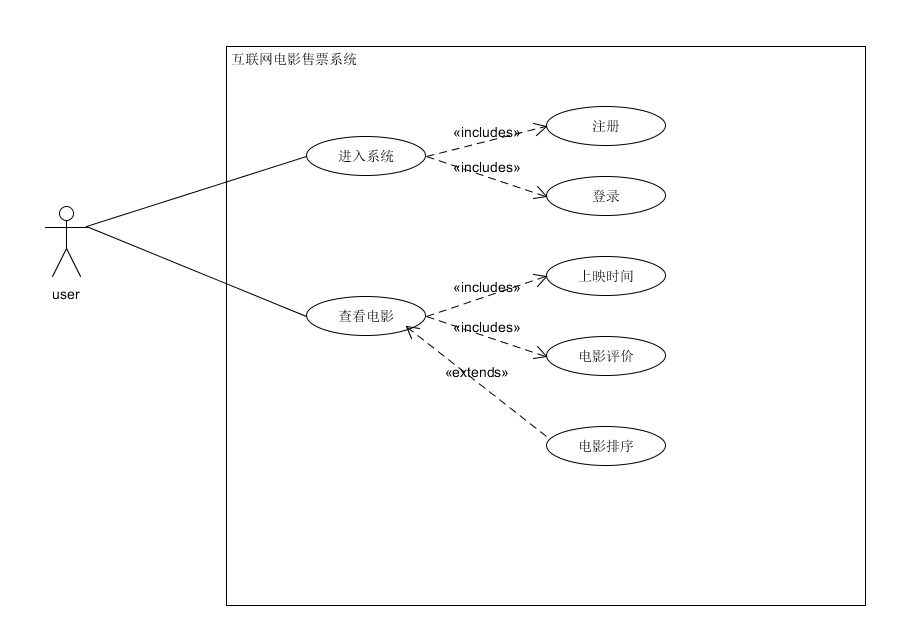 互联网电影售票系统
«includes»
注册
进入系统
«includes»
登录
user
上映时间
«includes»
查看电影
«includes»
电影评价
«extends»
电影排序